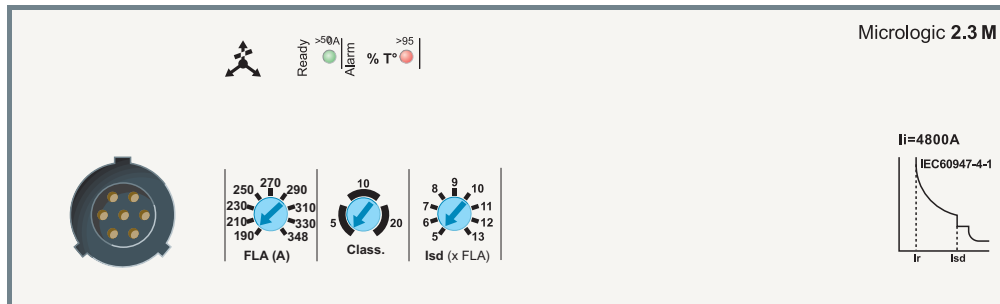 Micrologic 2.3 M
Ready
>50A
Alarm
% T°
>95
Ii=4800A
IEC60947-4-1
Ir
Isd
250
270
290
230
310
210
330
190
348
FLA (A)
10
5
20
Class.
8
9
10
7
11
6
12
5
13
Isd (x FLA)